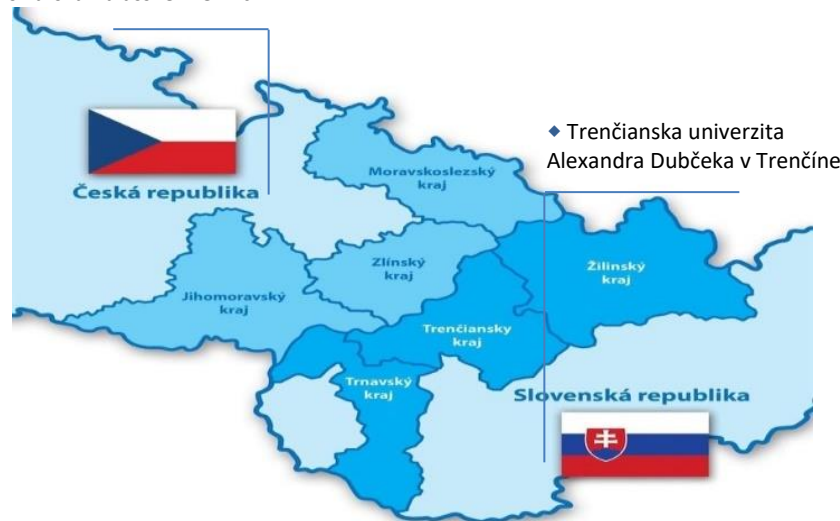 ◆ Trenčianska univerzita
Alexandra Dubčeka v Trenčíne
Moravskoslezský
kraj
Česká republika
Zlínský
kraj
Žilinský
kraj
Jihomoravský
kraj
Trenčiansky
kraj
Trnavský
kraj
Slovenská republika